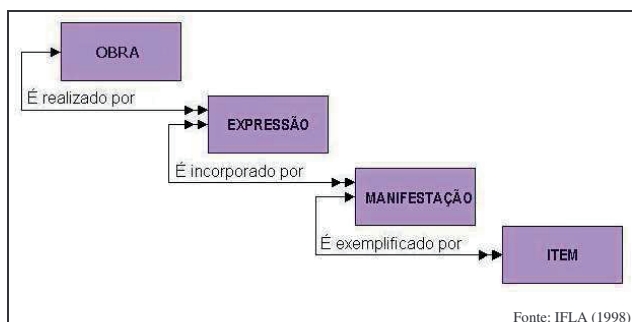 OBRA
É realizado por
EXPRESSÃO
É incorporado por
MANIFESTAÇÃO
É exemplificado por
ITEM
Fonte: IFLA (1998)